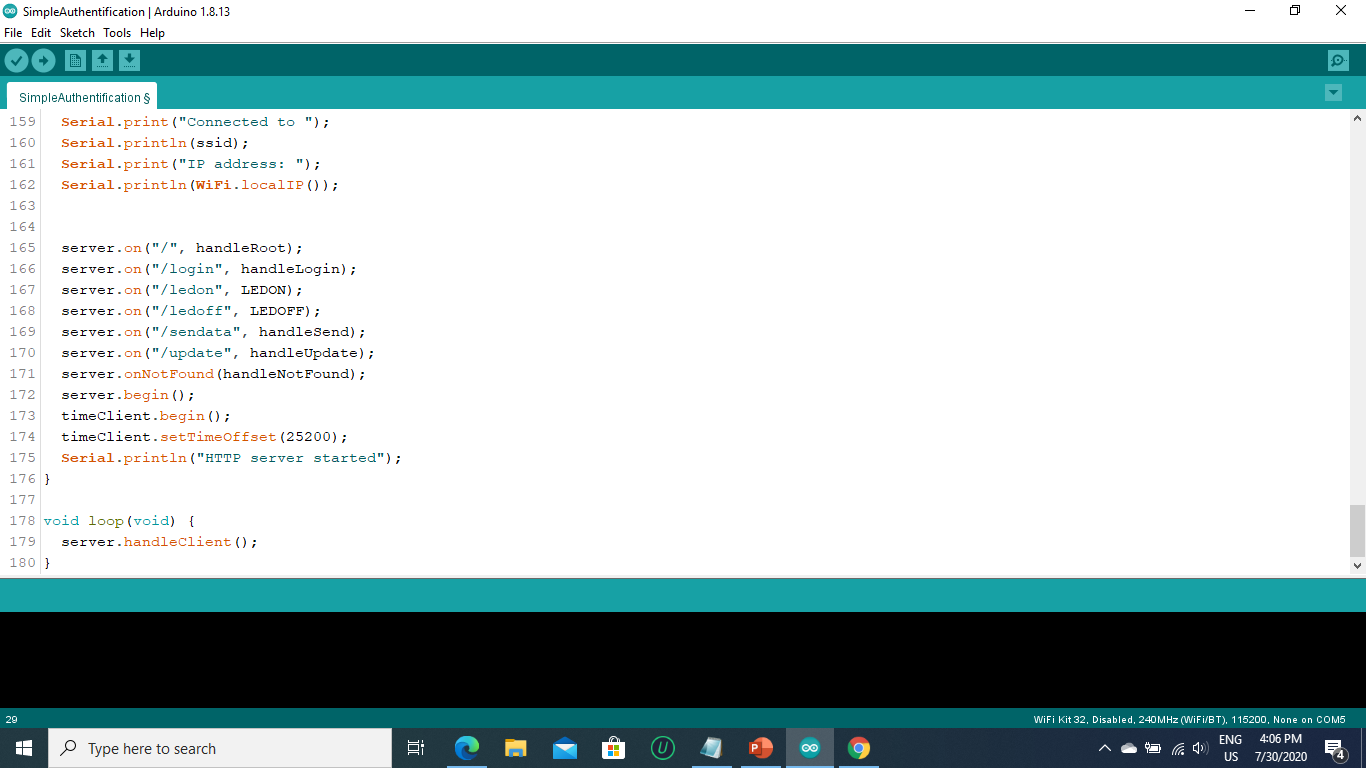 SimpleAuthentification | Arduino 1.8.13
File Edit Sketch Tools Help
SimpleAuthentification §
159 Serial.print("Connected to ");
160 Serial.println(ssid);
161 Serial.print("IP address: ");
162 Serial.println(WiFi.localIP());
163
164
165 server.on("/", handleRoot);
166 server.on("/login", handleLogin);
167 server.on("/ledon", LEDON);
168 server.on("/ledoff", LEDOFF);
169 server.on("/sendata", handleSend);
170 server.on("/update", handleUpdate);
171 server.onNotFound(handleNotFound);
172 server.begin();
173 timeClient.begin();
174 timeClient.setTimeOffset(25200);
175 Serial.println("HTTP server started");
176 }
177
178 void loop(void) {
179 server.handleClient();
180 }
29 WiFi Kit 32, Disabled, 240MHz (WiFi/BT), 115200, None on COM5
Type here to search
ENG 4:06 PM
US 7/30/2020
4